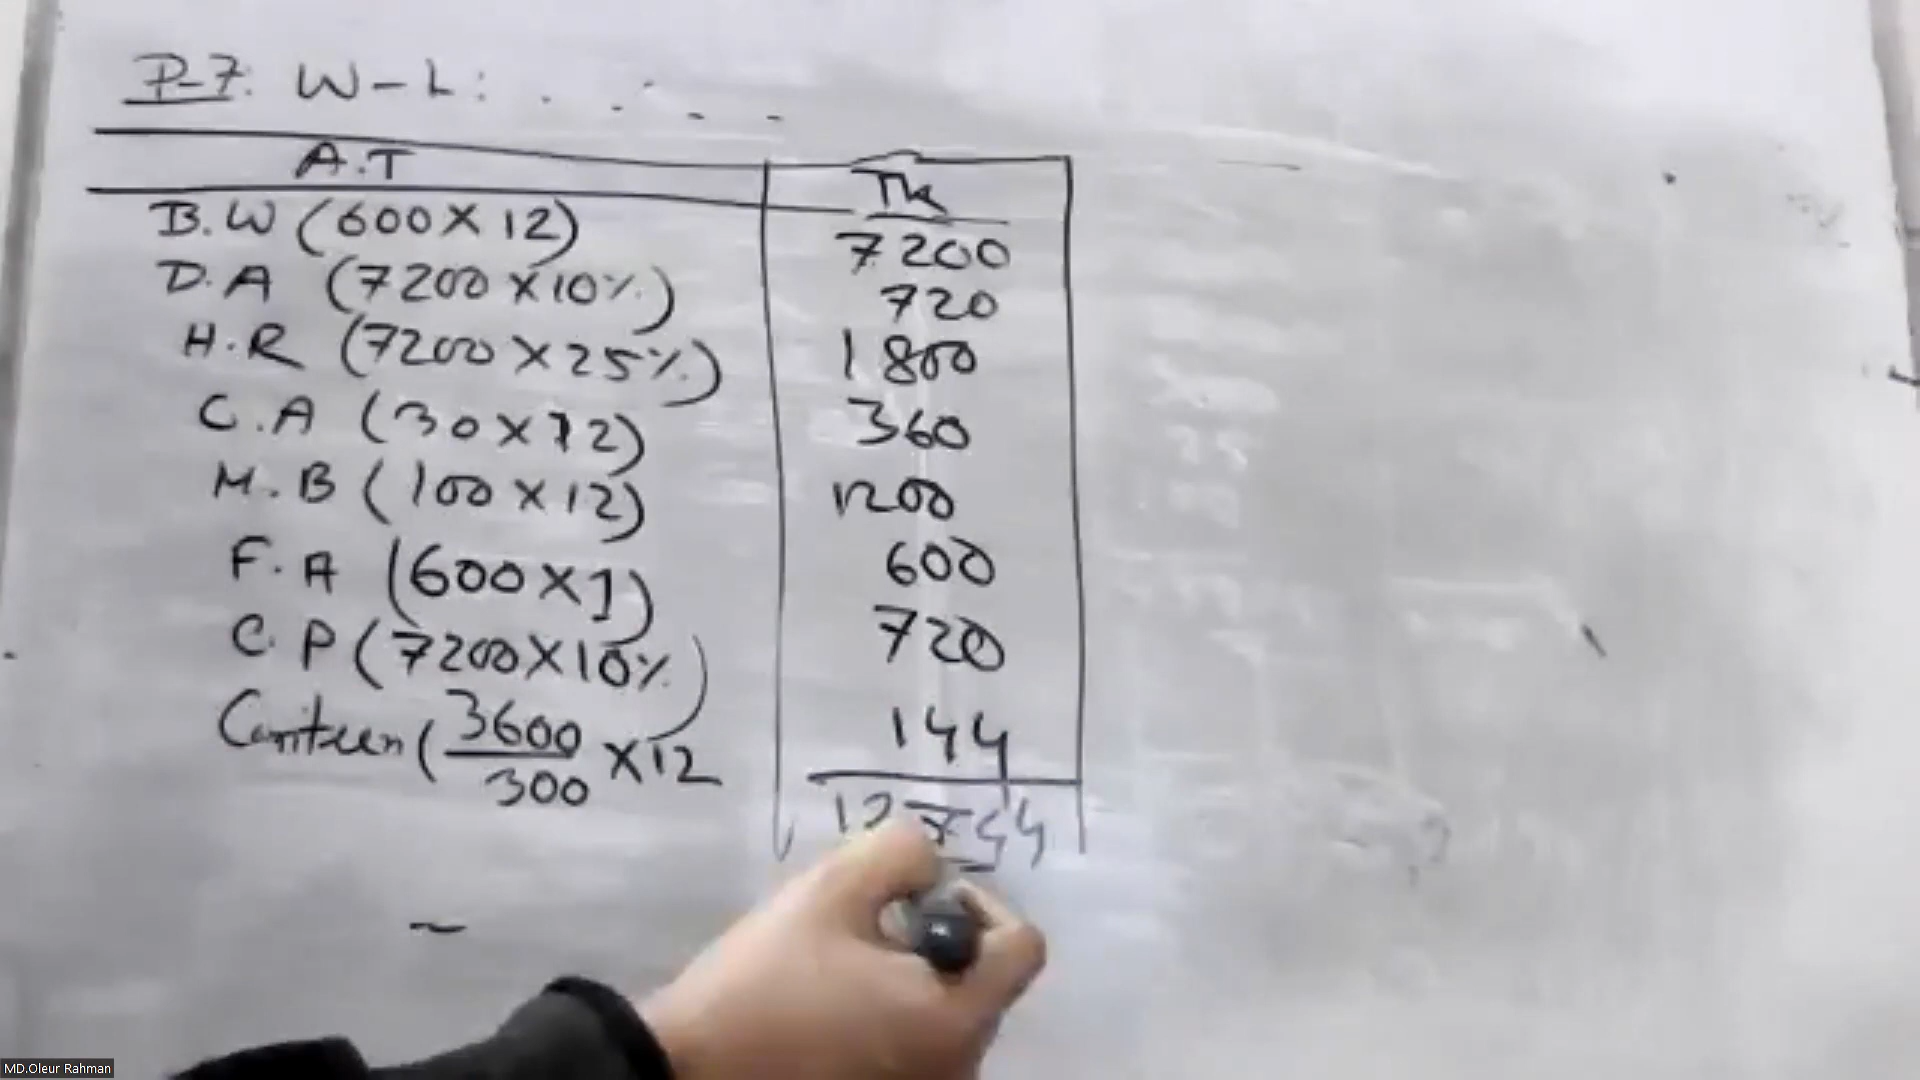 P-7: W-L:
A.T Tk
B.W (600 X 12) 7200
D.A (7200 X 10%) 720
H.R (7200 X 25%) 1800
C.A (30 X 12) 360
M.B (100 X 12) 1200
F.A (600 X 1) 600
C.P (7200 X 10%) 720
Canteen (3600/300 X 12 144
12744
MD.Oleur Rahman